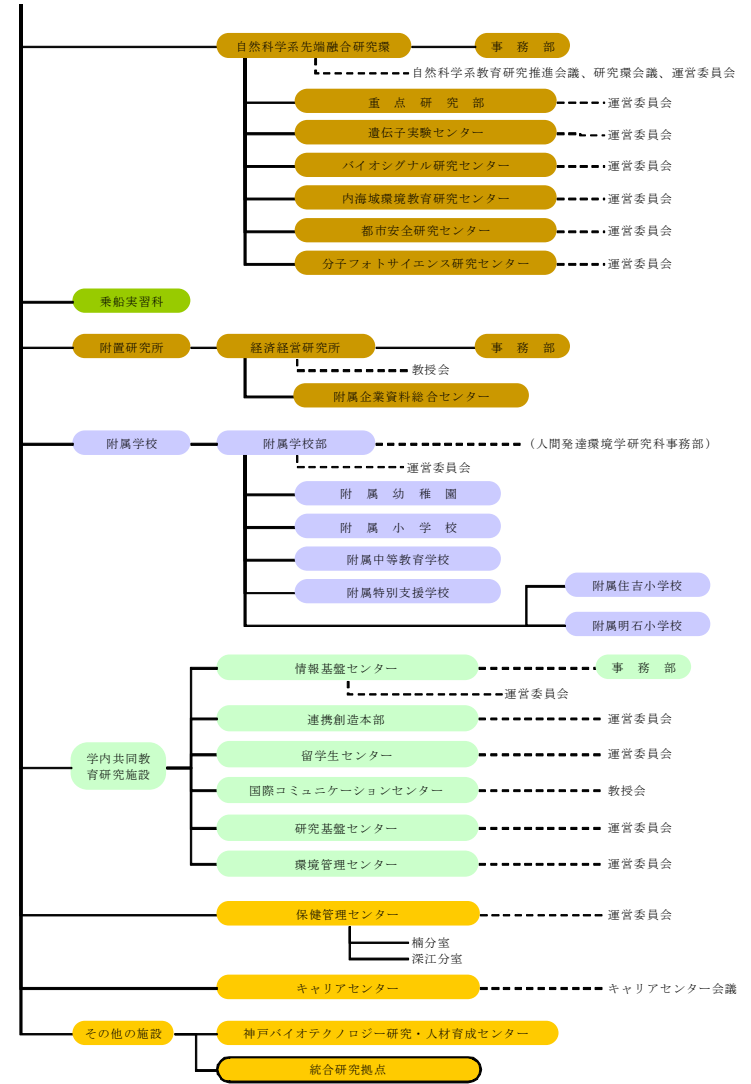 自然科学系先端融合研究環
事　務　部
自然科学系教育研究推進会議、研究環会議、運営委員会
重　点　研　究　部
運営委員会
遺伝子実験センター
運営委員会
バイオシグナル研究センター
運営委員会
内海域環境教育研究センター
運営委員会
都市安全研究センター
運営委員会
分子フォトサイエンス研究センター
運営委員会
乗船実習科
附置研究所
経済経営研究所
事　務　部
教授会
附属企業資料総合センター
附属学校
附属学校部
（人間発達環境学研究科事務部）
運営委員会
附　属　幼　稚　園
附　属　小　学　校
附属中等教育学校
附属特別支援学校
附属住吉小学校
附属明石小学校
情報基盤センター
事　務　部
運営委員会
連携創造本部
運営委員会
学内共同教
育研究施設
留学生センター
運営委員会
国際コミュニケーションセンター
教授会
研究基盤センター
運営委員会
環境管理センター
運営委員会
保健管理センター
運営委員会
楠分室
深江分室
キャリアセンター
キャリアセンター会議
その他の施設
神戸バイオテクノロジー研究・人材育成センター
統合研究拠点